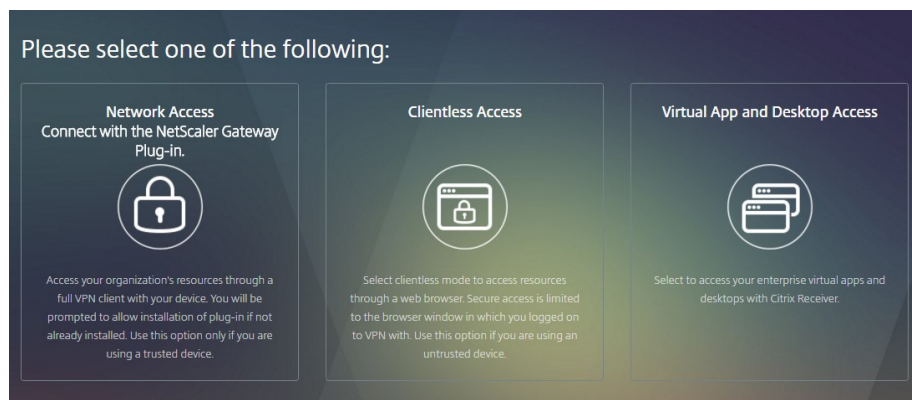 Please select one of the following:
Network Access
Connect with the NetScaler Gateway
Plug-in.
Access your organization's resources through a
full VPN client with your device. You will be
prompted to allow installation of plug-in if not
already installed. Use this option only if you are
using a trusted device.
Clientless Access
Select clientless mode to access resources
through a web browser. Secure access is limited
to the browser window in which you logged on
to VPN with. Use this option if you are using an
untrusted device.
Virtual App and Desktop Access
Select to access your enterprise virtual apps and
desktops with Citrix Receiver.